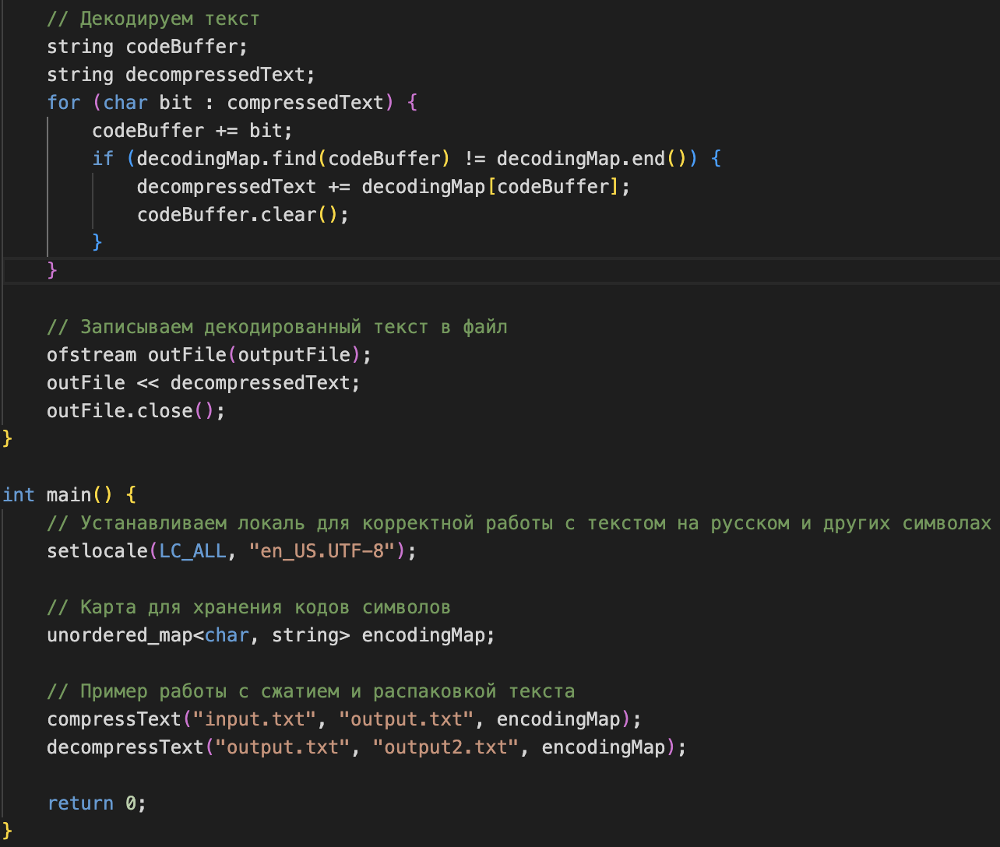 // Декодируем текст
string codeBuffer;
string decompressedText;
for (char bit : compressedText) {
codeBuffer += bit;
if (decodingMap.find(codeBuffer) != decodingMap.end()) {
decompressedText += decodingMap[codeBuffer];
codeBuffer.clear();
}
}
// Записываем декодированный текст в файл
ofstream outFile(outputFile);
outFile << decompressedText;
outFile.close();
}
int main() {
// Устанавливаем локаль для корректной работы с текстом на русском и других символах
setlocale(LC_ALL, "en_US.UTF-8");
// Карта для хранения кодов символов
unordered_map<char, string> encodingMap;
// Пример работы с сжатием и распаковкой текста
compressText("input.txt", "output.txt", encodingMap);
decompressText("output.txt", "output2.txt", encodingMap);
return 0;
}